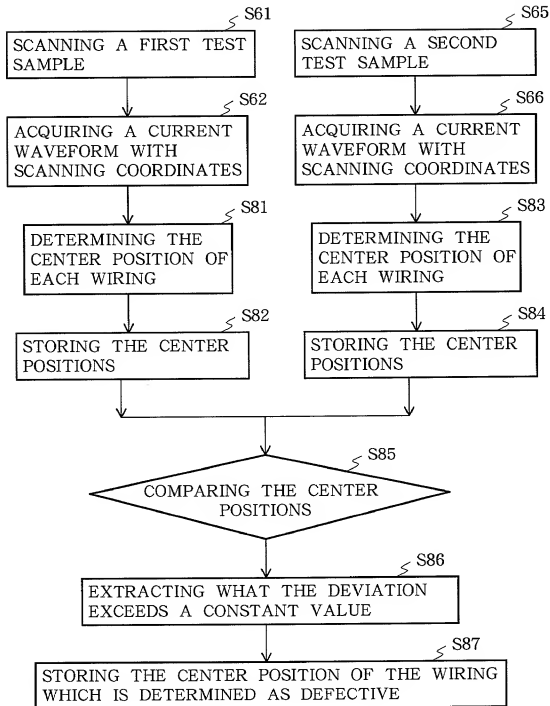 S61
SCANNING A FIRST TEST
SAMPLE
S62
ACQUIRING A CURRENT
WAVEFORM WITH
SCANNING COORDINATES
S81
DETERMINING THE
CENTER POSITION OF
EACH WIRING
S82
STORING THE CENTER
POSITIONS
S65
SCANNING A SECOND
TEST SAMPLE
S66
ACQUIRING A CURRENT
WAVEFORM WITH
SCANNING COORDINATES
S83
DETERMINING THE
CENTER POSITION OF
EACH WIRING
S84
STORING THE CENTER
POSITIONS
S85
COMPARING THE CENTER
POSITIONS
S86
EXTRACTING WHAT THE DEVIATION
EXCEEDS A CONSTANT VALUE
S87
STORING THE CENTER POSITION OF THE WIRING
WHICH IS DETERMINED AS DEFECTIVE